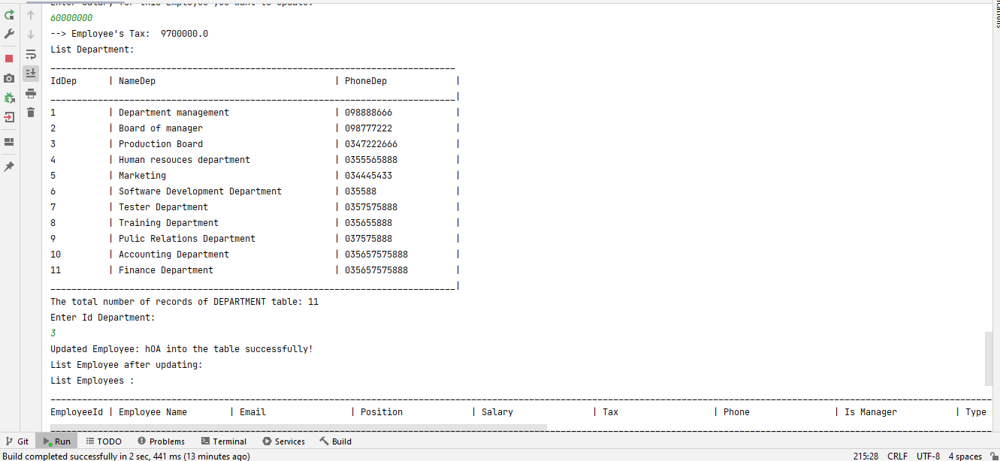 Enter Salary for this Employee you want to update:
60000000
--> Employee's Tax:  9700000.0
List Department:
_____________________________________________________________________________
IdDep | NameDep | PhoneDep |
_____________________________________________________________________________|
1 | Department management | 098888666 |
2 | Board of manager | 098777222 |
3 | Production Board | 0347222666 |
4 | Human resouces department | 0355565888 |
5 | Marketing | 034445433 |
6 | Software Development Department | 035588 |
7 | Tester Department | 0357575888 |
8 | Training Department | 035655888 |
9 | Pulic Relations Department | 037575888 |
10 | Accounting Department | 035657575888 |
11 | Finance Department | 035657575888 |
_____________________________________________________________________________|
The total number of records of DEPARTMENT table: 11
Enter Id Department:
3
Updated Employee: hOA into the table successfully!
List Employee after updating:
List Employees :
EmployeeId | Employee Name | Email | Position | Salary | Tax | Phone | Is Manager | Type
Git Run TODO Problems Terminal Services Build
Build completed successfully in 2 sec, 441 ms (13 minutes ago) 215:28 CRLF UTF-8 4 spaces